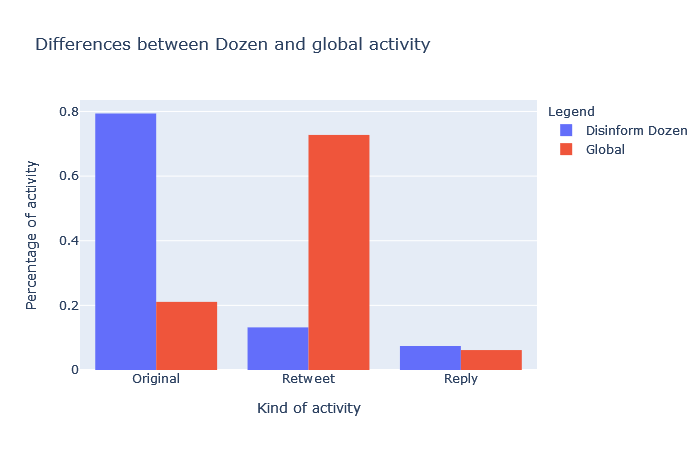 Differences between Dozen and global activity
Legend
Disinform Dozen
Global
Percentage of activity
0.8
0.6
0.4
0.2
0
Original
Retweet
Reply
Kind of activity